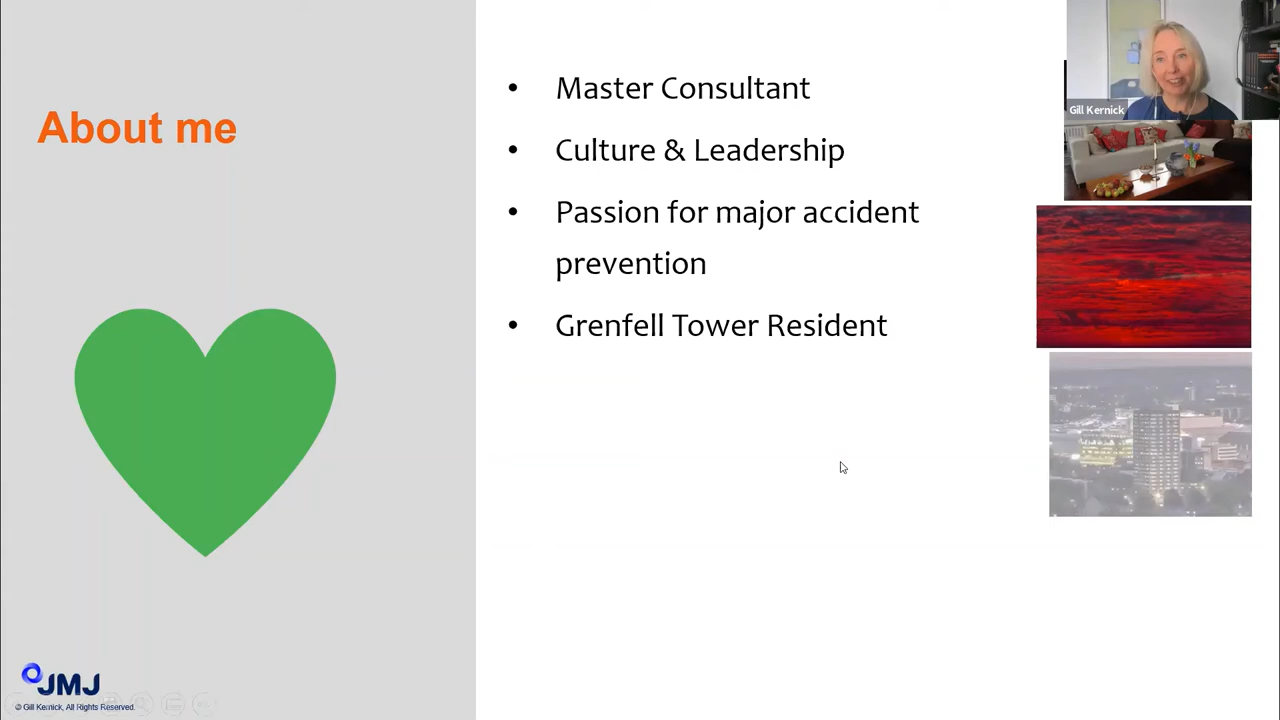 About me
• Master Consultant
• Culture & Leadership
• Passion for major accident
prevention
• Grenfell Tower Resident
Gill Kernick
JMJ
© Gill Kernick, All Rights Reserved.